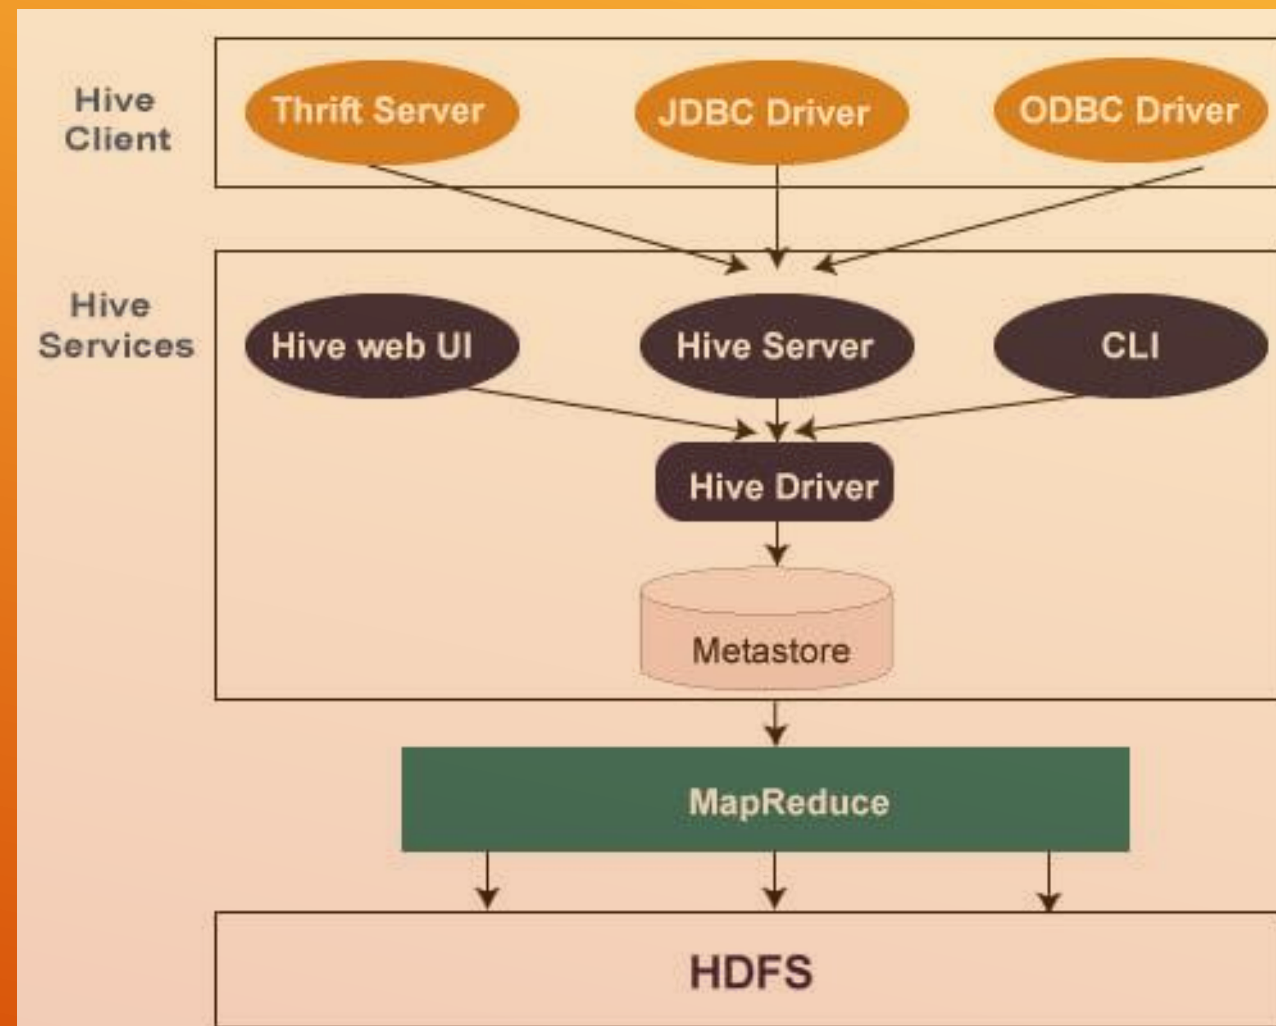 Hive
Client
Thrift Server
JDBC Driver
ODBC Driver
Hive
Services
Hive web UI
Hive Server
CLI
Hive Driver
Metastore
MapReduce
HDFS